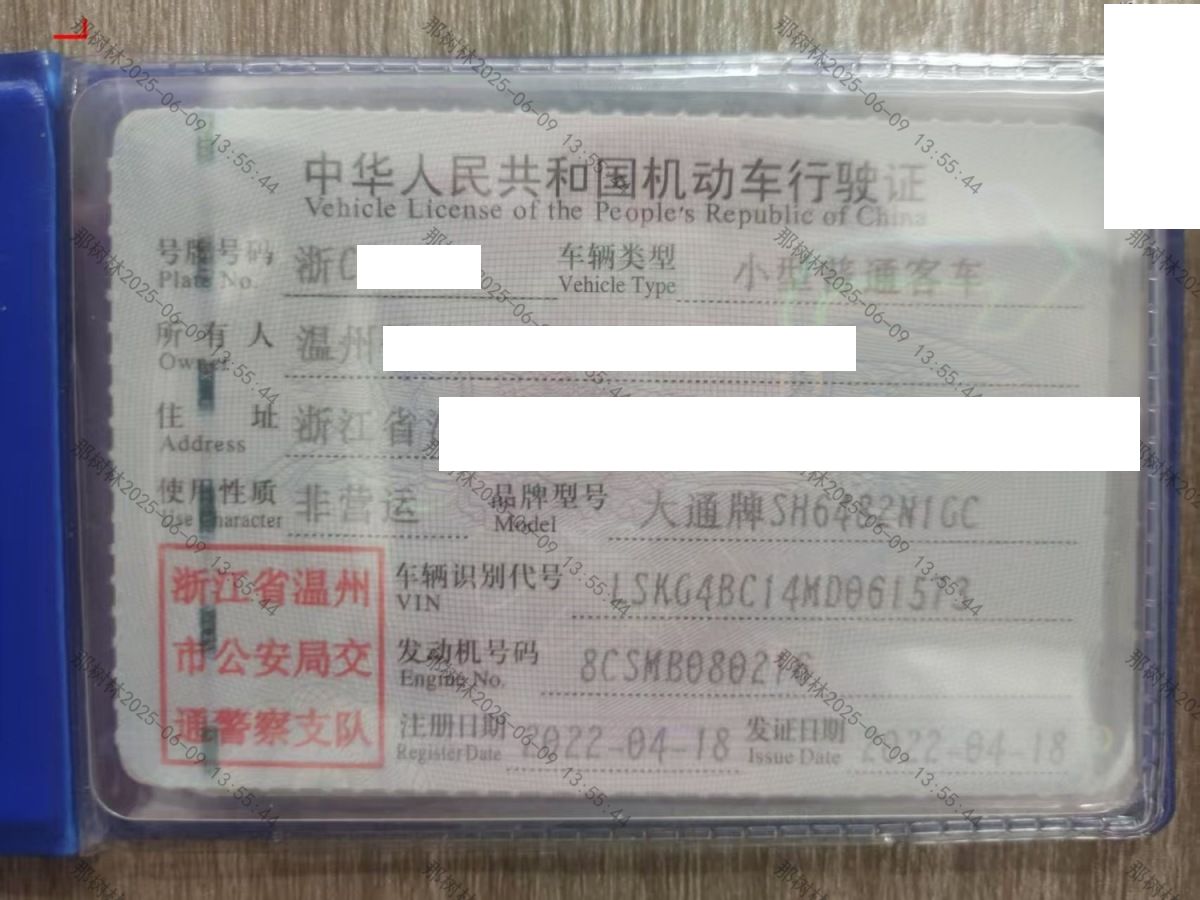 中华人民共和国机动车行驶证
Vehicle License of the People's Republic of China
号牌号码 浙C 车辆类型 小型普通客车
Plate No. Vehicle Type
所有人 温州
Owner
住址 浙江省
Address
使用性质 非营运 品牌型号 大通牌SH6482N1GC
Use Character Model
浙江省温州
市公安局交
通警察支队
车辆识别代号
VIN
发动机号码
Engine No.
注册日期 2022-04-18 发证日期 2022-04-18
Register Date Issue Date
那树林2025-06-09 13:55:44